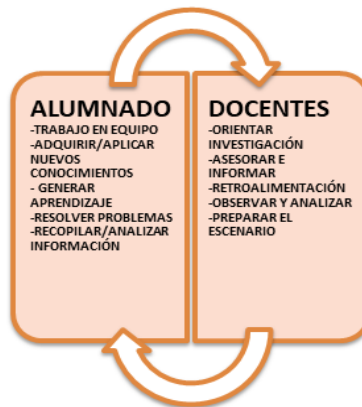 ALUMNADO
-TRABAJO EN EQUIPO
-ADQUIRIR/APLICAR
NUEVOS
CONOCIMIENTOS
- GENERAR
APRENDIZAJE
-RESOLVER PROBLEMAS
-RECOPILAR/ANALIZAR
INFORMACIÓN
DOCENTES
-ORIENTAR
INVESTIGACIÓN
-ASESORAR E
INFORMAR
-RETROALIMENTACIÓN
-OBSERVAR Y ANALIZAR
-PREPARAR EL
ESCENARIO